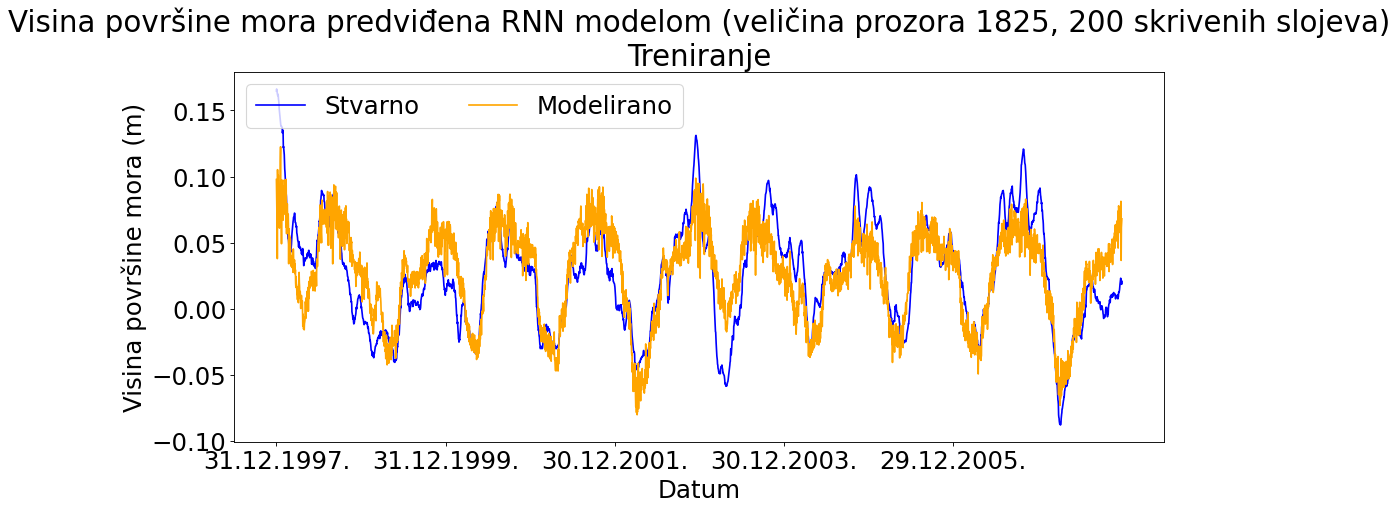 Visina površine mora predviđena RNN modelom (veličina prozora 1825, 200 skrivenih slojeva)
Treniranje
Stvarno
Modelirano
Visina površine mora (m)
0.15
0.10
0.05
0.00
−0.05
−0.10
31.12.1997.
31.12.1999.
30.12.2001.
30.12.2003.
29.12.2005.
Datum